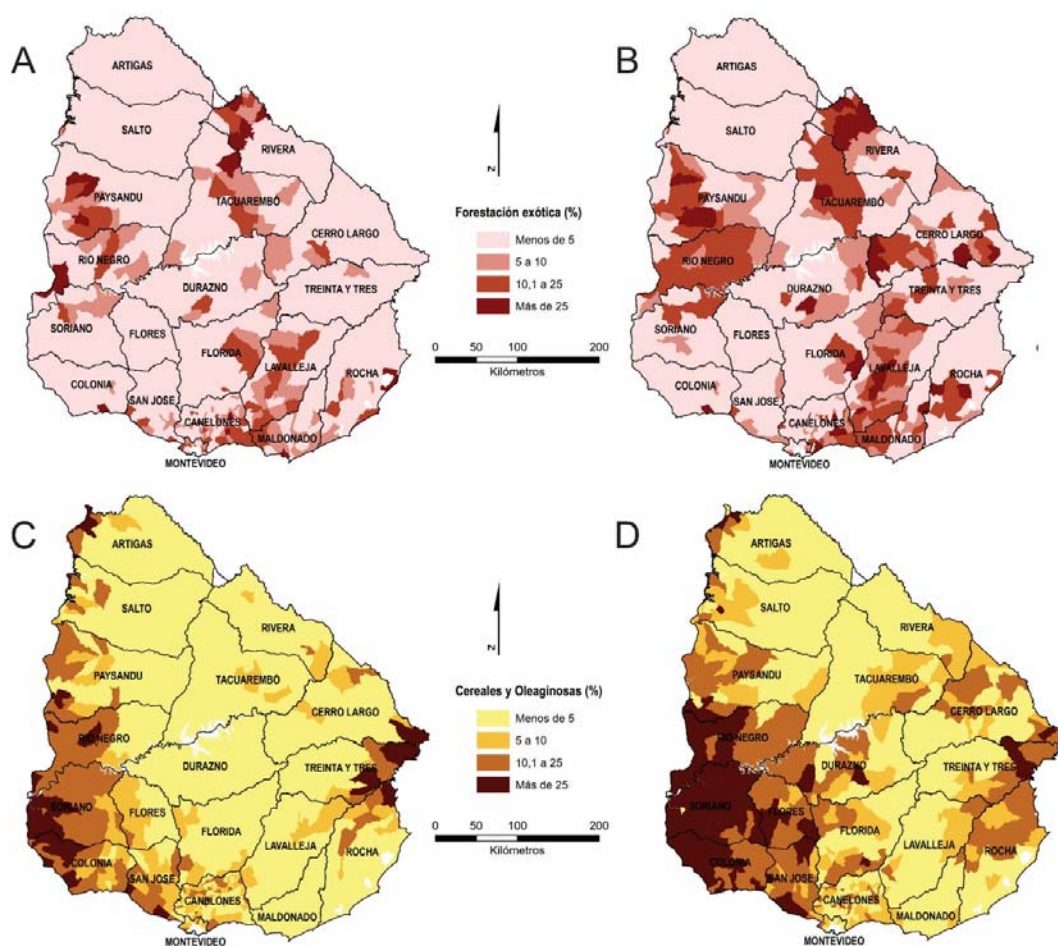 A
ARTIGAS
SALTO
RIVERA
PAYSANDU
TACUAREMBÓ
CERRO LARGO
RIO NEGRO
DURAZNO
TREINTA Y TRES
SORIANO
FLORES
FLORIDA
LAVALLEJA
ROCHA
COLONIA
SAN JOSE
CANELONES
MALDONADO
MONTEVIDEO
N
Forestación exótica (%)
Menos de 5
5 a 10
10,1 a 25
Más de 25
0 50 100 200
Kilómetros
B
ARTIGAS
SALTO
RIVERA
PAYSANDU
TACUAREMBÓ
CERRO LARGO
RIO NEGRO
DURAZNO
TREINTA Y TRES
SORIANO
FLORES
FLORIDA
LAVALLEJA
ROCHA
COLONIA
SAN JOSE
CANELONES
MALDONADO
MONTEVIDEO
C
ARTIGAS
SALTO
RIVERA
PAYSANDU
TACUAREMBÓ
CERRO LARGO
RIO NEGRO
DURAZNO
TREINTA Y TRES
SORIANO
FLORES
FLORIDA
LAVALLEJA
ROCHA
COLONIA
SAN JOSE
CANELONES
MALDONADO
MONTEVIDEO
N
Cereales y Oleaginosas (%)
Menos de 5
5 a 10
10,1 a 25
Más de 25
0 50 100 200
Kilómetros
D
ARTIGAS
SALTO
RIVERA
PAYSANDU
TACUAREMBÓ
CERRO LARGO
RIO NEGRO
DURAZNO
TREINTA Y TRES
SORIANO
FLORES
FLORIDA
LAVALLEJA
ROCHA
COLONIA
SAN JOSE
CANELONES
MALDONADO
MONTEVIDEO